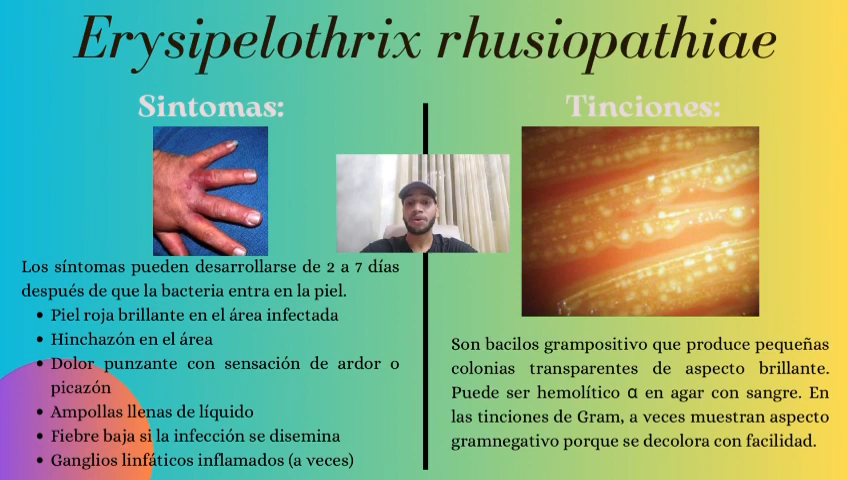 Erysipelothrix rhusiopathiae
Sintomas:
Los síntomas pueden desarrollarse de 2 a 7 días
después de que la bacteria entra en la piel.
• Piel roja brillante en el área infectada
• Hinchazón en el área
• Dolor punzante con sensación de ardor o
picazón
• Ampollas llenas de líquido
• Fiebre baja si la infección se disemina
• Ganglios linfáticos inflamados (a veces)
Tinciones:
Son bacilos grampositivo que produce pequeñas
colonias transparentes de aspecto brillante.
Puede ser hemolítico α en agar con sangre. En
las tinciones de Gram, a veces muestran aspecto
gramnegativo porque se decolora con facilidad.